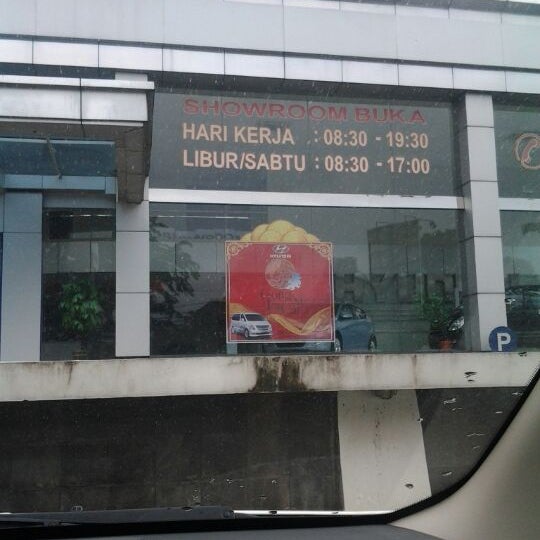 SHOWROOM BUKA
HARI KERJA : 08:30 - 19:30
LIBUR/SABTU : 08:30 - 17:00
HYUNDAI
P